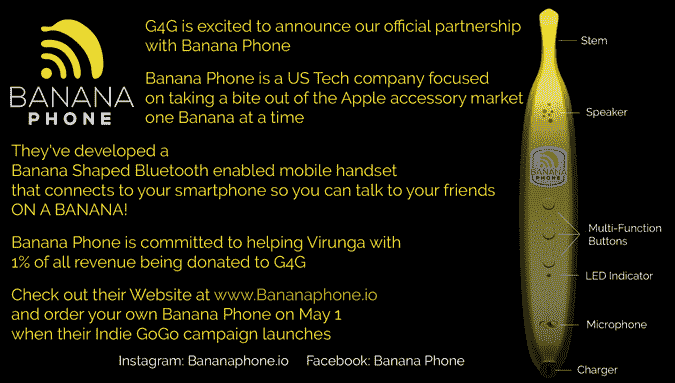 BANANA
PHONE
G4G is excited to announce our official partnership
with Banana Phone
Banana Phone is a US Tech company focused
on taking a bite out of the Apple accessory market
one Banana at a time
They've developed a
Banana Shaped Bluetooth enabled mobile handset
that connects to your smartphone so you can talk to your friends
ON A BANANA!
Banana Phone is committed to helping Virunga with
1% of all revenue being donated to G4G
Check out their Website at www.Bananaphone.io
and order your own Banana Phone on May 1
when their Indie GoGo campaign launches
Instagram: Bananaphone.io Facebook: Banana Phone
Stem
Speaker
BANANA
PHONE
Multi-Function
Buttons
LED Indicator
Microphone
Charger